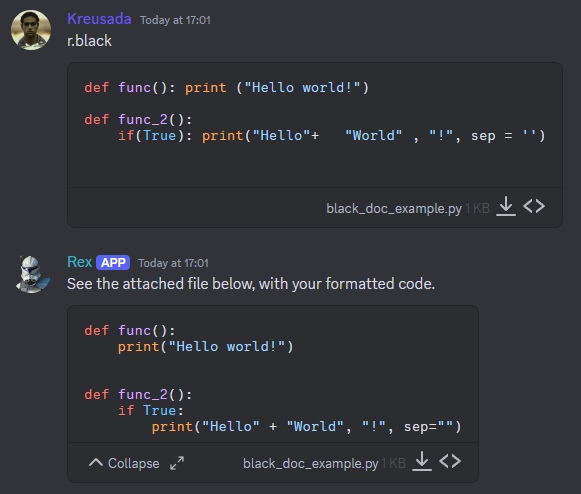 Kreusada Today at 17:01
r.black
def func(): print ("Hello world!")

def func_2():
    if(True): print("Hello"+   "World" , "!", sep = '')
black_doc_example.py 1 KB
Rex APP Today at 17:01
See the attached file below, with your formatted code.
def func():
    print("Hello world!")


def func_2():
    if True:
        print("Hello" + "World", "!", sep="")
Collapse black_doc_example.py 1 KB